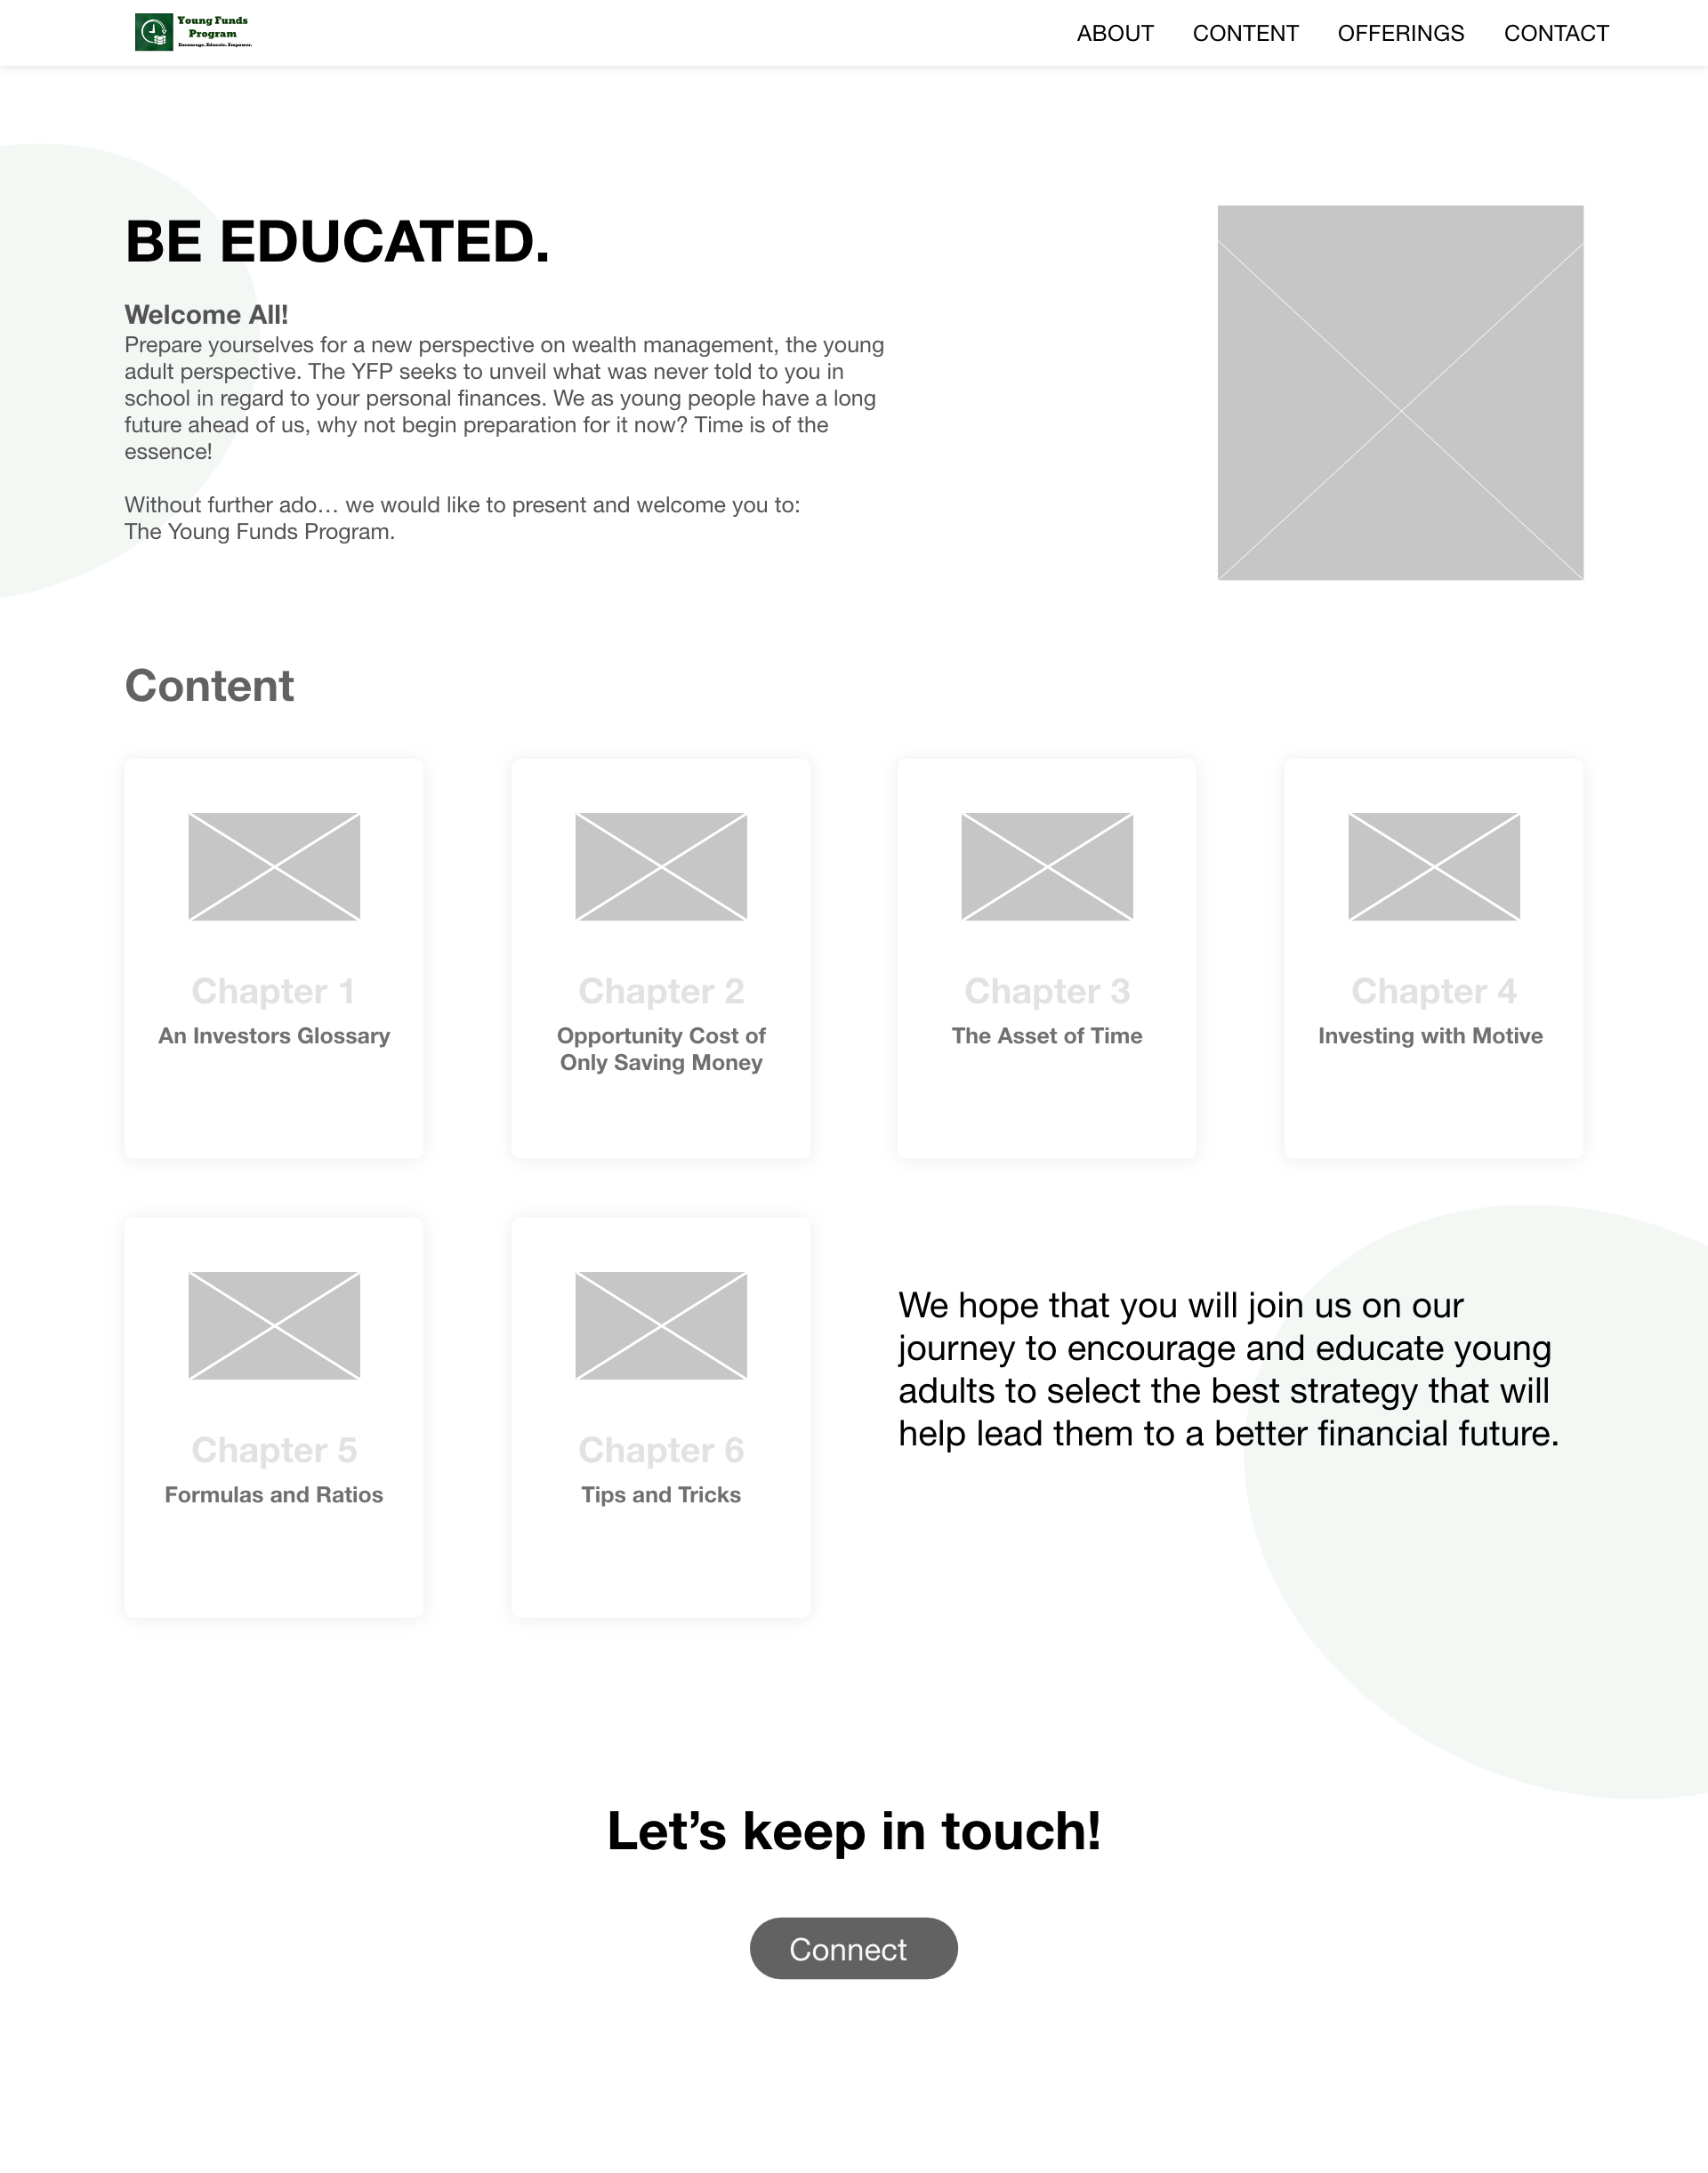 Young Funds
Program
Encourage. Educate. Empower.
ABOUT CONTENT OFFERINGS CONTACT
BE EDUCATED.
Welcome All!
Prepare yourselves for a new perspective on wealth management, the young
adult perspective. The YFP seeks to unveil what was never told to you in
school in regard to your personal finances. We as young people have a long
future ahead of us, why not begin preparation for it now? Time is of the
essence!
Without further ado… we would like to present and welcome you to:
The Young Funds Program.
Content
Chapter 1
An Investors Glossary
Chapter 2
Opportunity Cost of
Only Saving Money
Chapter 3
The Asset of Time
Chapter 4
Investing with Motive
Chapter 5
Formulas and Ratios
Chapter 6
Tips and Tricks
We hope that you will join us on our
journey to encourage and educate young
adults to select the best strategy that will
help lead them to a better financial future.
Let’s keep in touch!
Connect